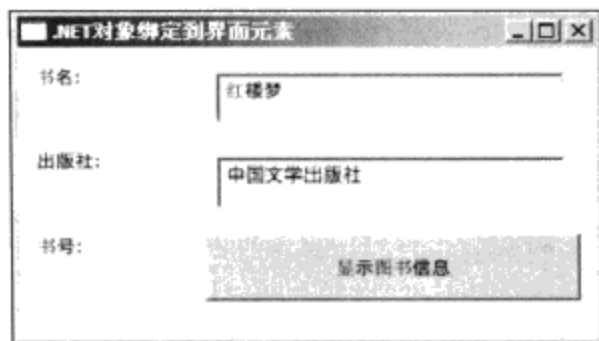 .NET对象绑定到界面元素
书名:
红楼梦
出版社:
中国文学出版社
书号:
显示图书信息